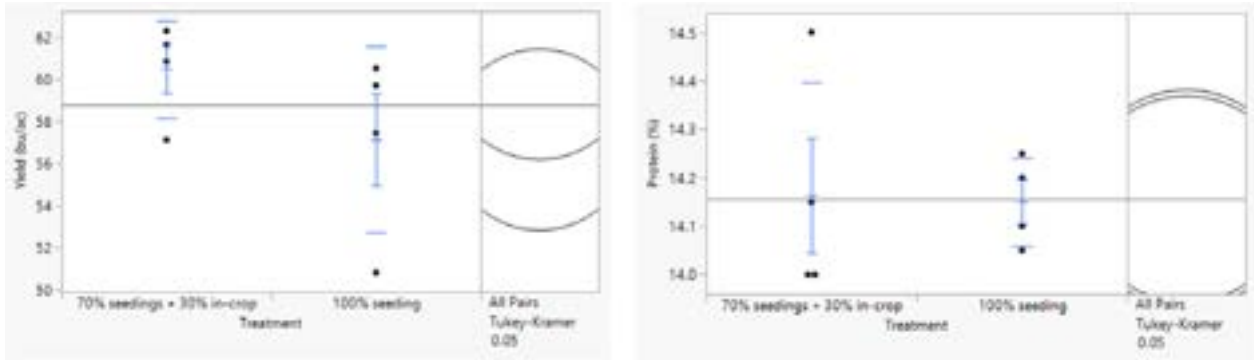 Yield (bu/ac)
62
60
58
56
54
52
50
70% seedings + 30% in-crop
100% seeding
Treatment
All Pairs
Tukey-Kramer
0.05
Protein (%)
14.5
14.4
14.3
14.2
14.1
14.0
70% seedings + 30% in-crop
100% seeding
Treatment
All Pairs
Tukey-Kramer
0.05